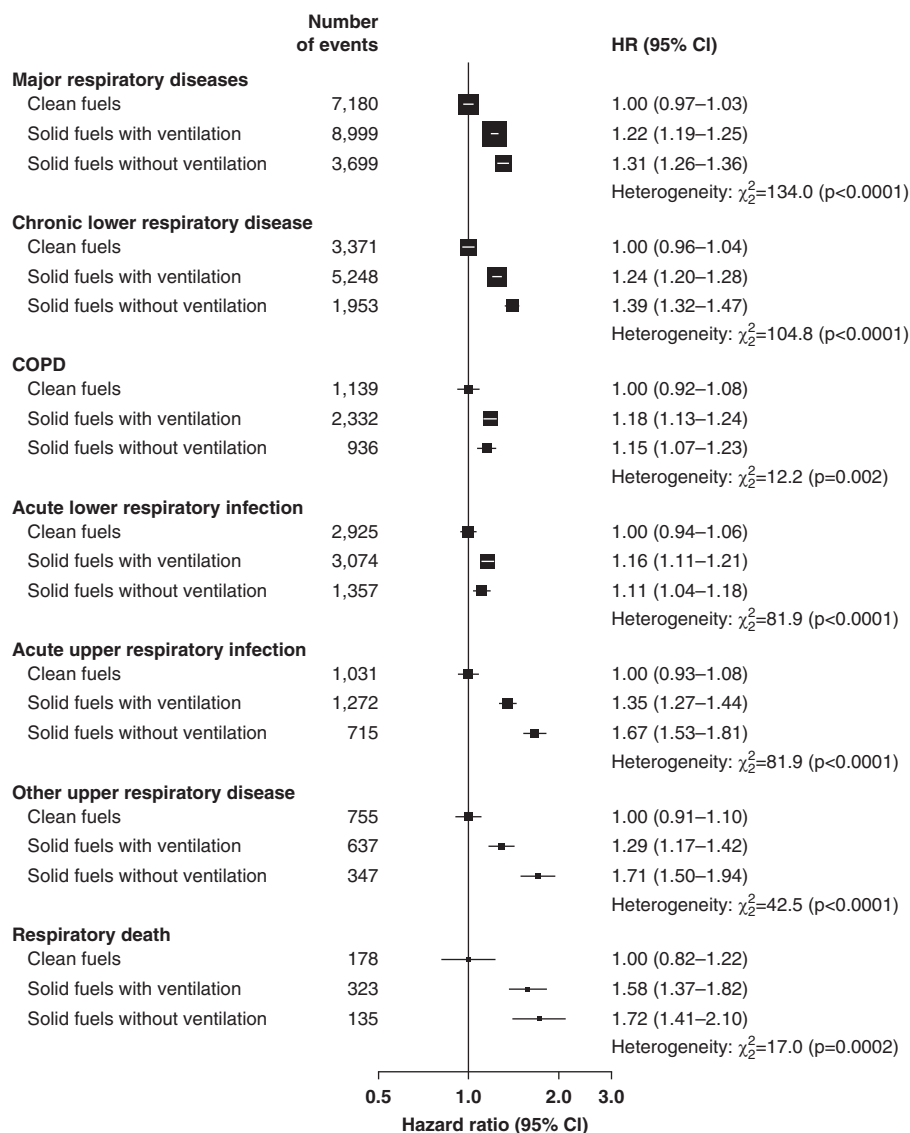 Number of events HR (95% CI)
Major respiratory diseases
Clean fuels 7,180 1.00 (0.97–1.03)
Solid fuels with ventilation 8,999 1.22 (1.19–1.25)
Solid fuels without ventilation 3,699 1.31 (1.26–1.36)
Heterogeneity: χ²₂=134.0 (p<0.0001)
Chronic lower respiratory disease
Clean fuels 3,371 1.00 (0.96–1.04)
Solid fuels with ventilation 5,248 1.24 (1.20–1.28)
Solid fuels without ventilation 1,953 1.39 (1.32–1.47)
Heterogeneity: χ²₂=104.8 (p<0.0001)
COPD
Clean fuels 1,139 1.00 (0.92–1.08)
Solid fuels with ventilation 2,332 1.18 (1.13–1.24)
Solid fuels without ventilation 936 1.15 (1.07–1.23)
Heterogeneity: χ²₂=12.2 (p=0.002)
Acute lower respiratory infection
Clean fuels 2,925 1.00 (0.94–1.06)
Solid fuels with ventilation 3,074 1.16 (1.11–1.21)
Solid fuels without ventilation 1,357 1.11 (1.04–1.18)
Heterogeneity: χ²₂=81.9 (p<0.0001)
Acute upper respiratory infection
Clean fuels 1,031 1.00 (0.93–1.08)
Solid fuels with ventilation 1,272 1.35 (1.27–1.44)
Solid fuels without ventilation 715 1.67 (1.53–1.81)
Heterogeneity: χ²₂=81.9 (p<0.0001)
Other upper respiratory disease
Clean fuels 755 1.00 (0.91–1.10)
Solid fuels with ventilation 637 1.29 (1.17–1.42)
Solid fuels without ventilation 347 1.71 (1.50–1.94)
Heterogeneity: χ²₂=42.5 (p<0.0001)
Respiratory death
Clean fuels 178 1.00 (0.82–1.22)
Solid fuels with ventilation 323 1.58 (1.37–1.82)
Solid fuels without ventilation 135 1.72 (1.41–2.10)
Heterogeneity: χ²₂=17.0 (p=0.0002)
0.5 1.0 2.0 3.0
Hazard ratio (95% CI)